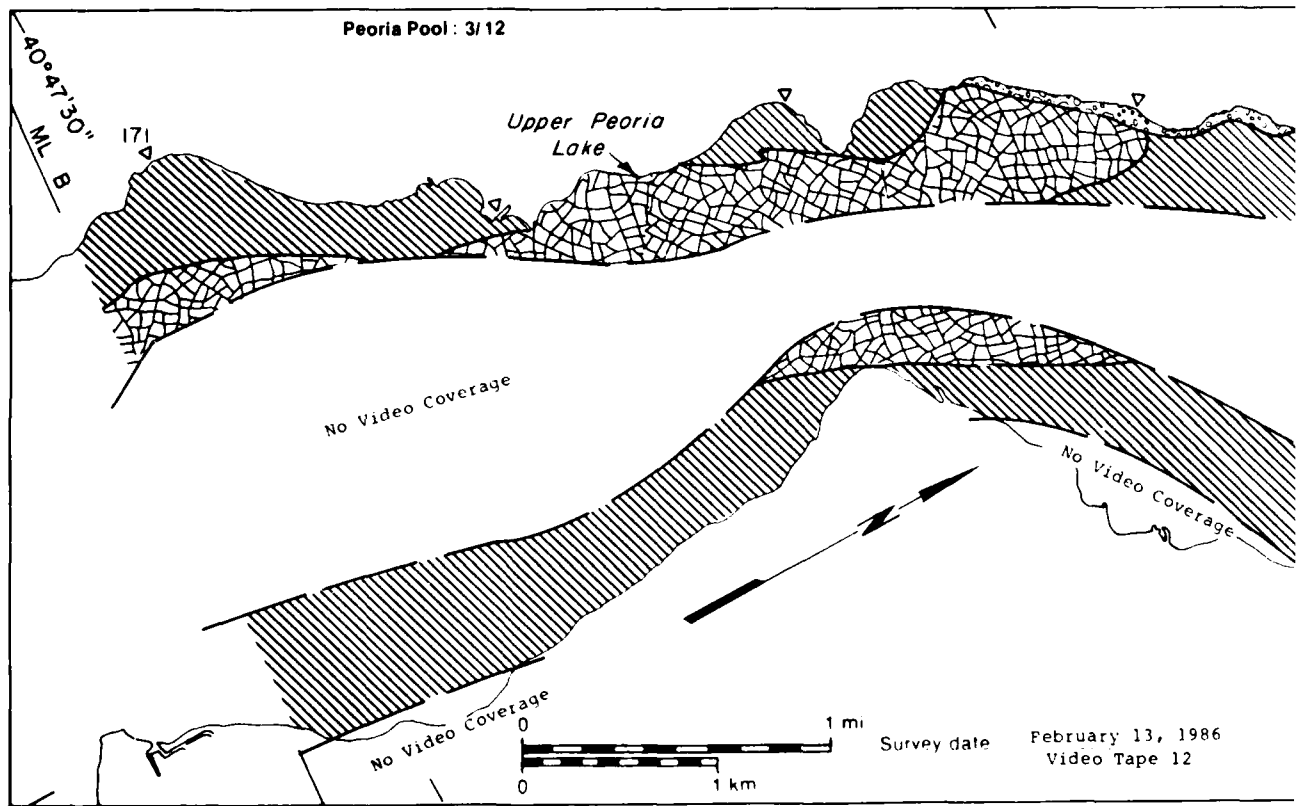 Peoria Pool: 3/12
40°47'30"
ML B
171
Upper Peoria
Lake
No Video Coverage
N
No Video Coverage
No Video Coverage
0 1 mi
0 1 km
Survey date February 13, 1986
Video Tape 12